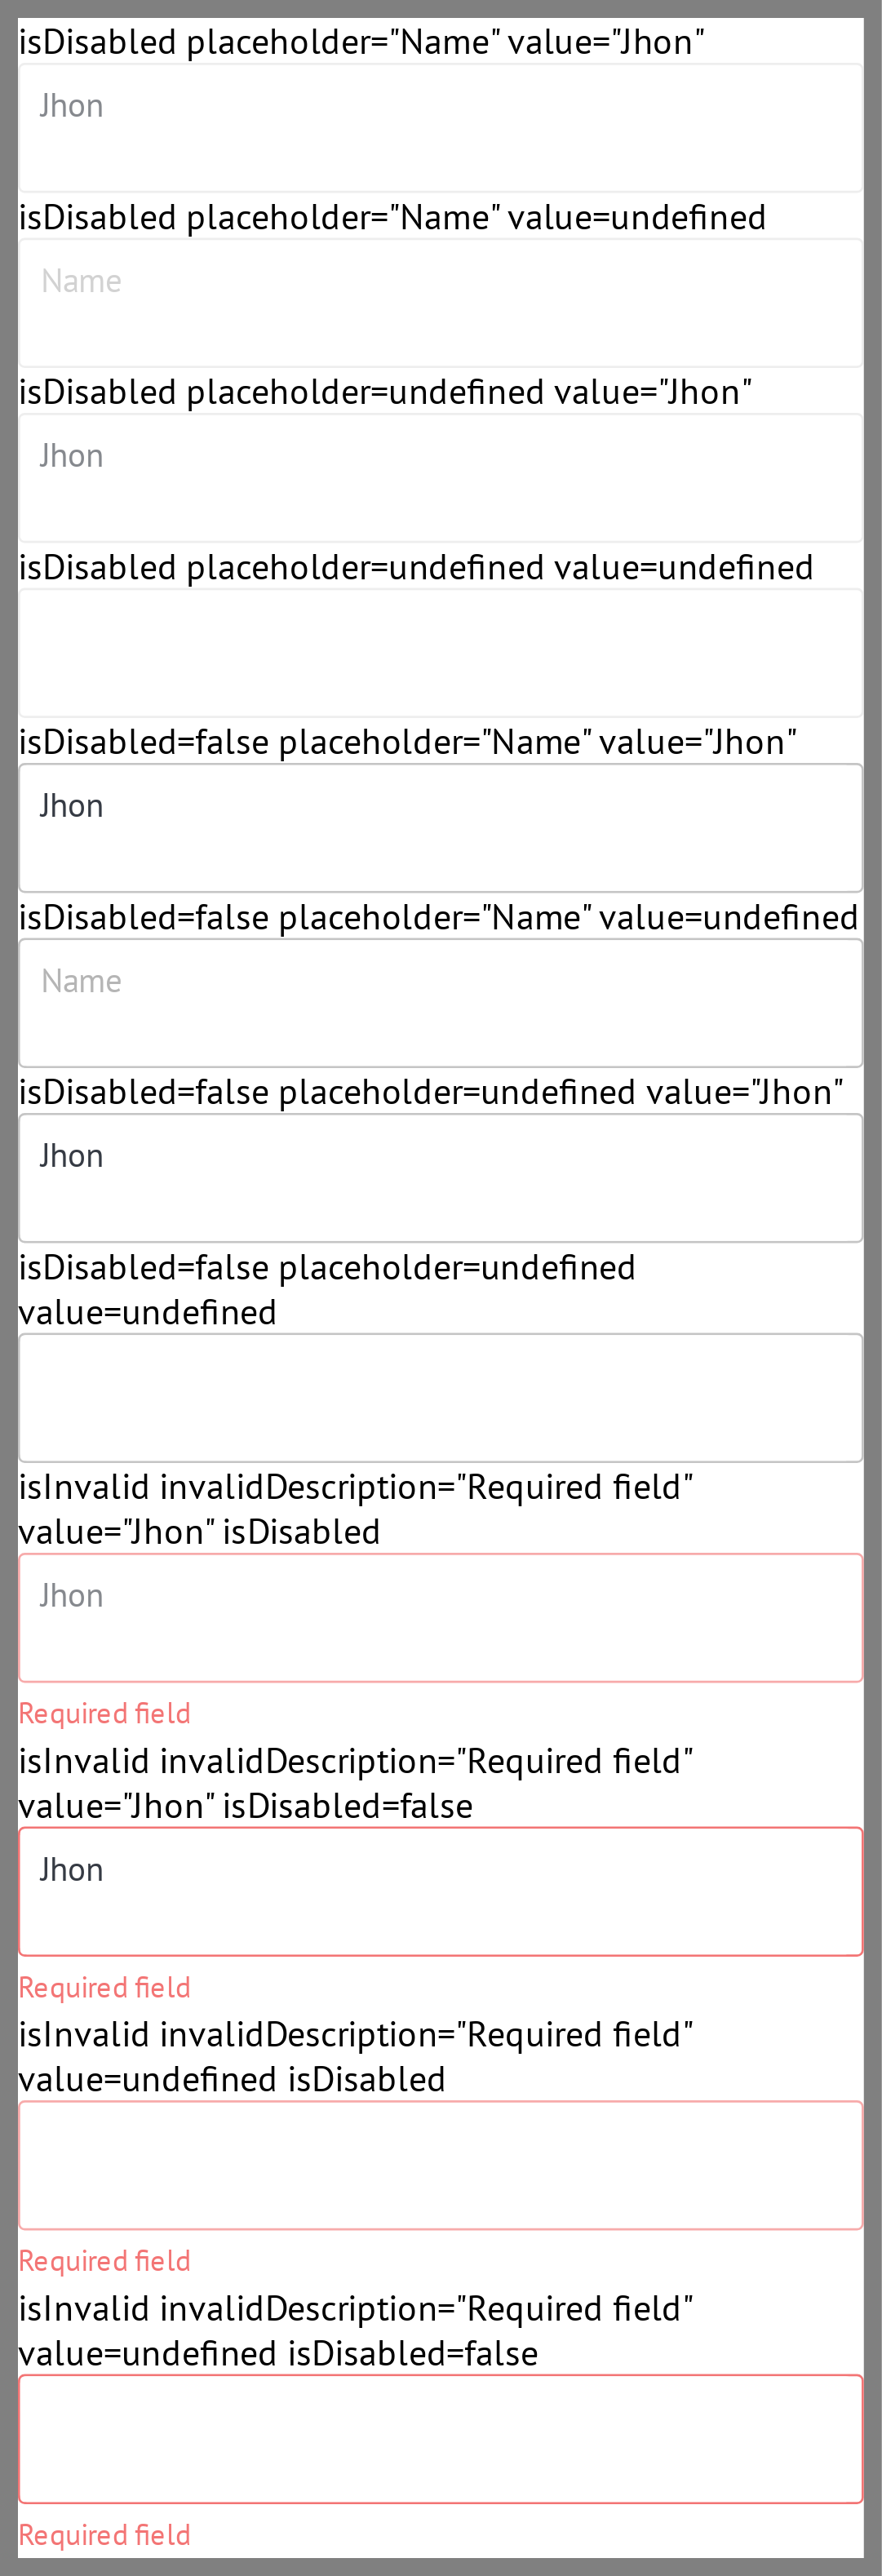 isDisabled placeholder="Name" value="Jhon"
Jhon
isDisabled placeholder="Name" value=undefined
Name
isDisabled placeholder=undefined value="Jhon"
Jhon
isDisabled placeholder=undefined value=undefined
isDisabled=false placeholder="Name" value="Jhon"
Jhon
isDisabled=false placeholder="Name" value=undefined
Name
isDisabled=false placeholder=undefined value="Jhon"
Jhon
isDisabled=false placeholder=undefined
value=undefined
isInvalid invalidDescription="Required field"
value="Jhon" isDisabled
Jhon
Required field
isInvalid invalidDescription="Required field"
value="Jhon" isDisabled=false
Jhon
Required field
isInvalid invalidDescription="Required field"
value=undefined isDisabled
Required field
isInvalid invalidDescription="Required field"
value=undefined isDisabled=false
Required field